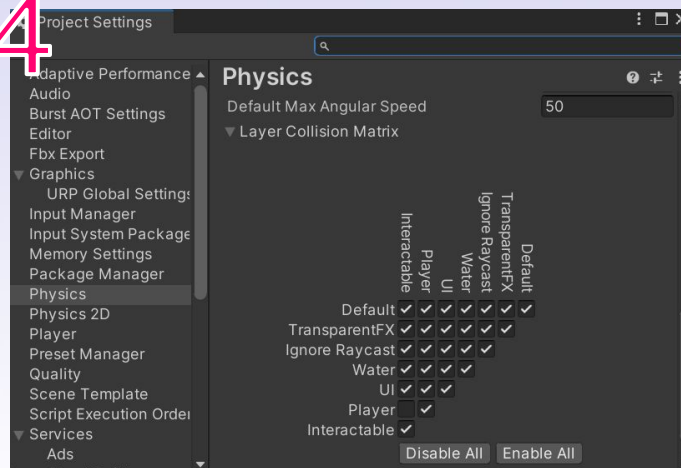 4
Project Settings
Adaptive Performance
Audio
Burst AOT Settings
Editor
Fbx Export
Graphics
URP Global Settings
Input Manager
Input System Package
Memory Settings
Package Manager
Physics
Physics 2D
Player
Preset Manager
Quality
Scene Template
Script Execution Order
Services
Ads
Physics
Default Max Angular Speed 50
Layer Collision Matrix
Interactable
Player
UI
Water
Ignore Raycast
TransparentFX
Default
Default
TransparentFX
Ignore Raycast
Water
UI
Player
Interactable
Disable All Enable All